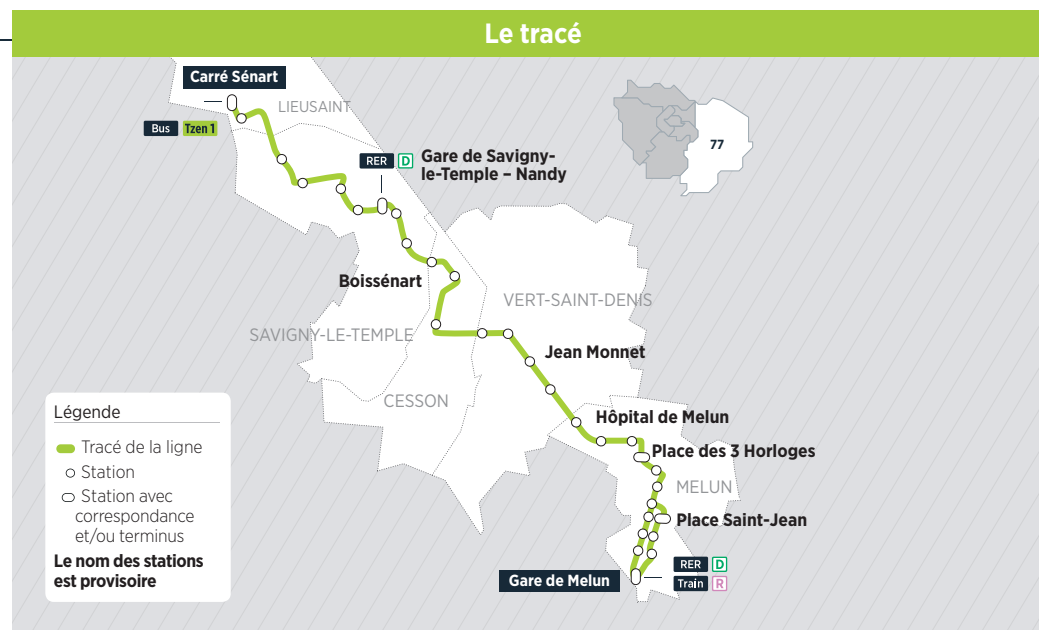 Le tracé
Carré Sénart
LIEUSAINT
Bus Tzen 1
RER D
Gare de Savigny-
le-Temple – Nandy
77
Boissénart
VERT-SAINT-DENIS
SAVIGNY-LE-TEMPLE
Jean Monnet
CESSON
Hôpital de Melun
Place des 3 Horloges
MELUN
Place Saint-Jean
Gare de Melun
RER D
Train R
Légende
Tracé de la ligne
Station
Station avec
correspondance
et/ou terminus
Le nom des stations
est provisoire